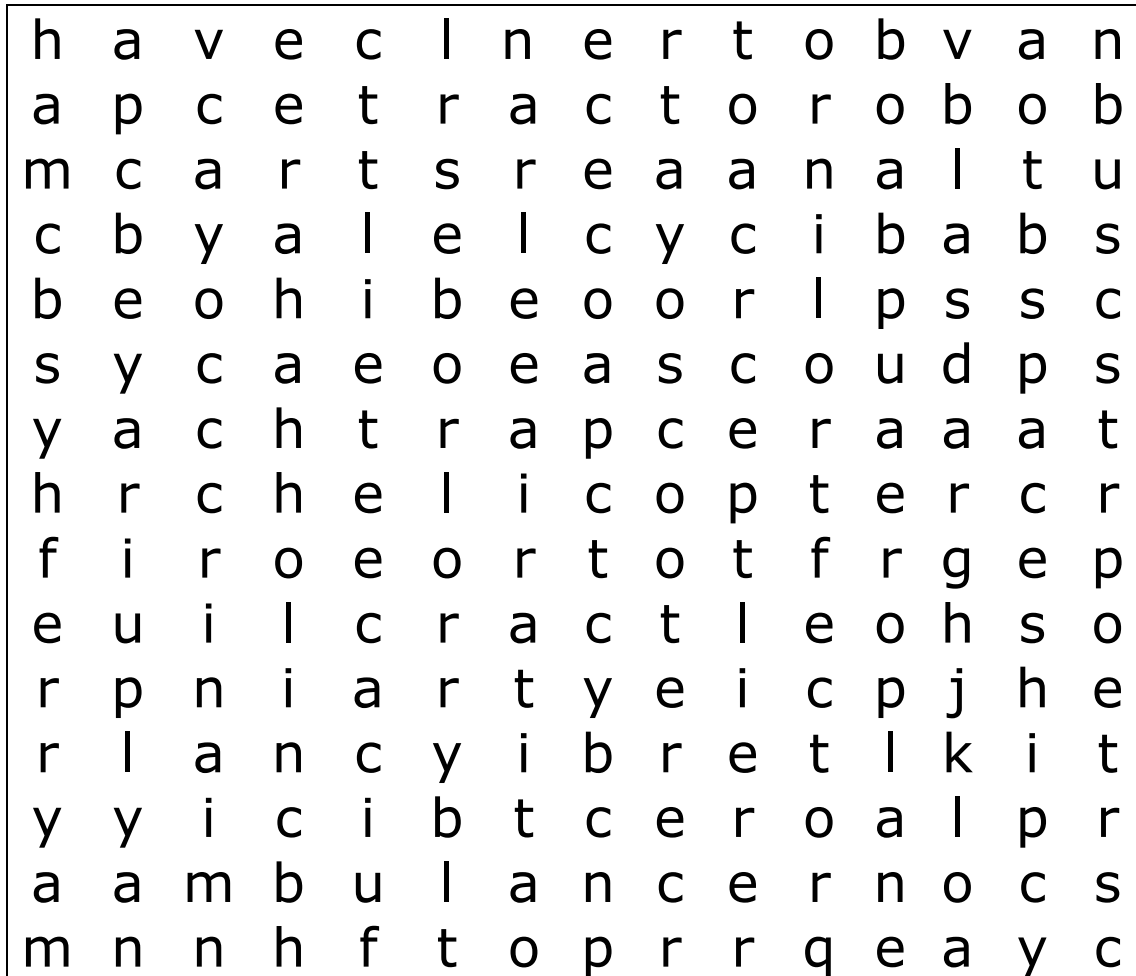 h a v e c l n e r t o b v a n
a p c e t r a c t o r o b o b
m c a r t s r e a a n a l t u
c b y a l e l c y c i b a b s
b e o h i b e o o r l p s s c
s y c a e o e a s c o u d p s
y a c h t r a p c e r a a a t
h r c h e l i c o p t e r c r
f i r o e o r t o t f r g e p
e u i l c r a c t l e o h s o
r p n i a r t y e i c p j h e
r l a n c y i b r e t l k i t
y y i c i b t c e r o a l p r
a a m b u l a n c e r n o c s
m n n h f t o p r r q e a y c